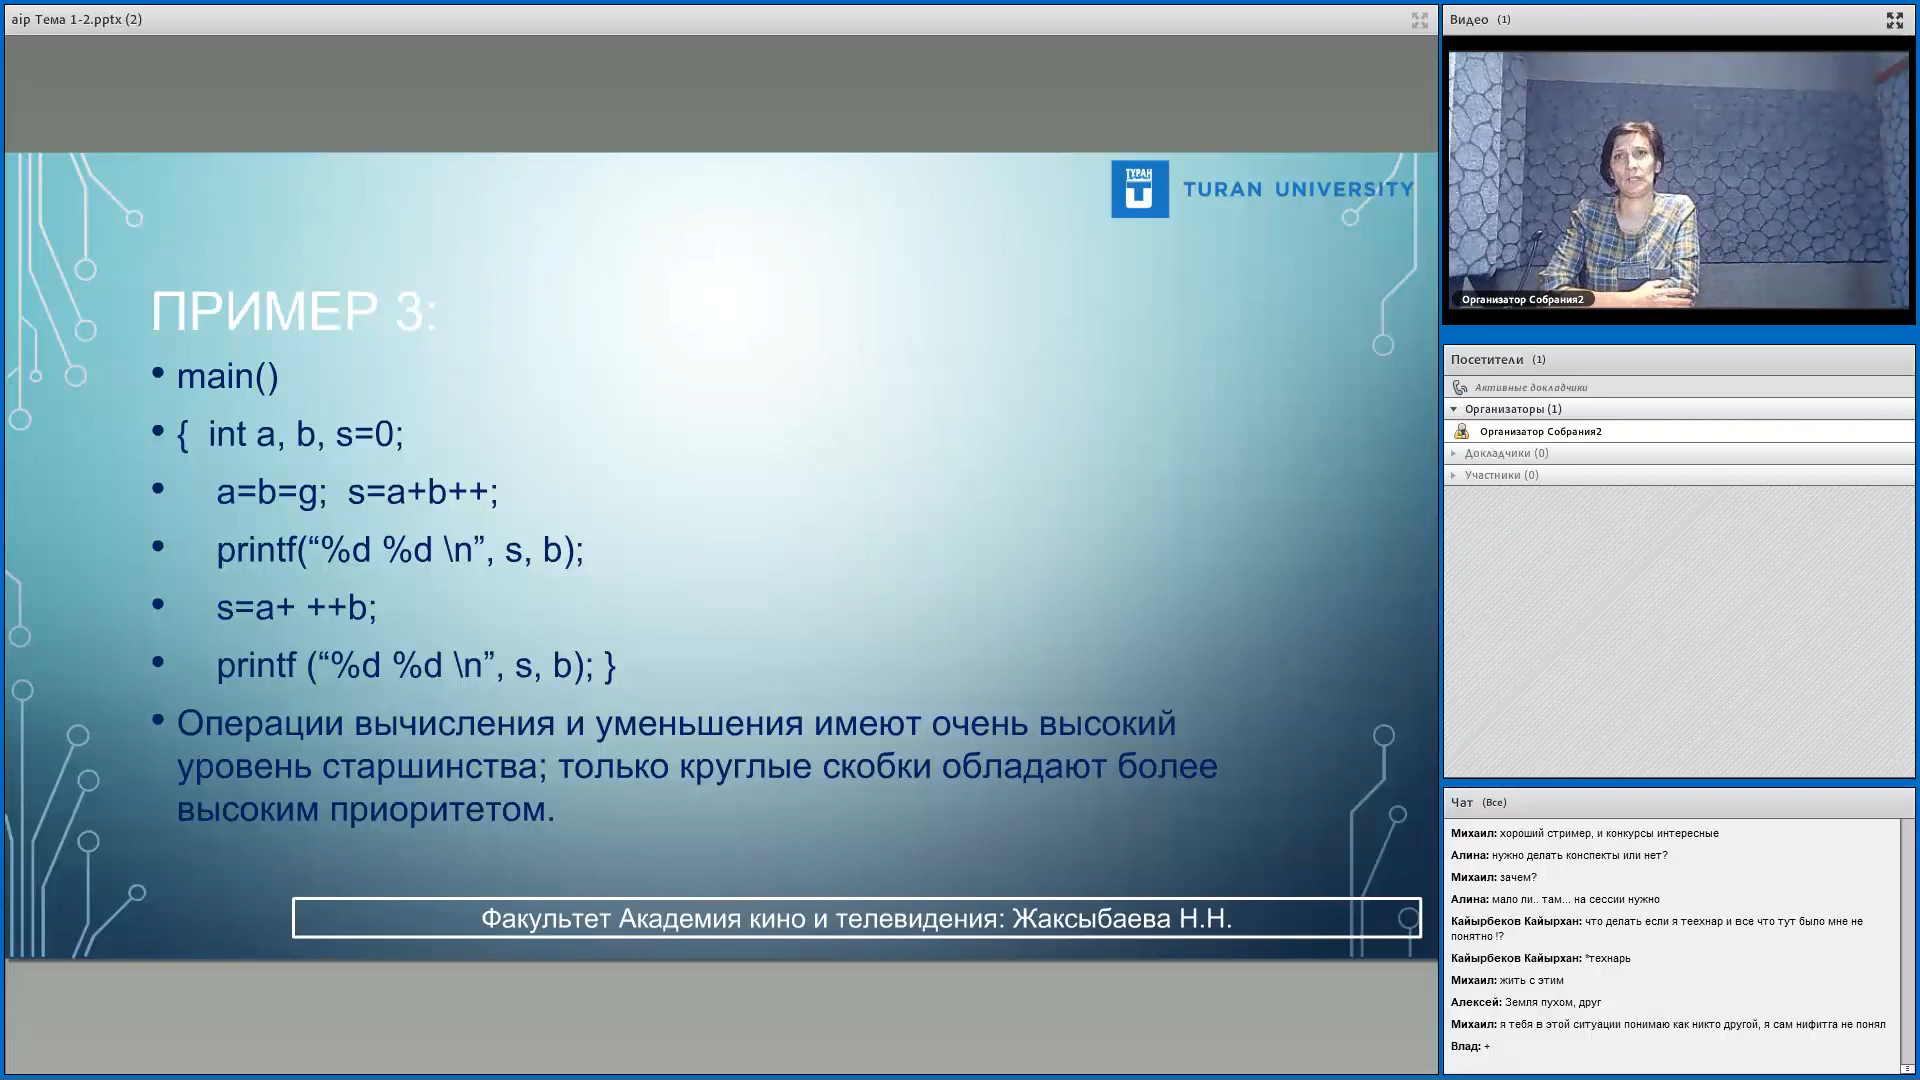 aip Тема 1-2.pptx (2)
ТУРАН
TURAN UNIVERSITY
ПРИМЕР 3:
• main()
• { int a, b, s=0;
• a=b=g; s=a+b++;
• printf(“%d %d \n”, s, b);
• s=a+ ++b;
• printf (“%d %d \n”, s, b); }
• Операции вычисления и уменьшения имеют очень высокий
уровень старшинства; только круглые скобки обладают более
высоким приоритетом.
Факультет Академия кино и телевидения: Жаксыбаева Н.Н.
Видео (1)
Организатор Собрания2
Посетители (1)
Активные докладчики
Организаторы (1)
Организатор Собрания2
Докладчики (0)
Участники (0)
Чат (Все)
Михаил: хороший стример, и конкурсы интересные
Алина: нужно делать конспекты или нет?
Михаил: зачем?
Алина: мало ли.. там... на сессии нужно
Кайырбеков Кайырхан: что делать если я теехнар и все что тут было мне не
понятно !?
Кайырбеков Кайырхан: *технарь
Михаил: жить с этим
Алексей: Земля пухом, друг
Михаил: я тебя в этой ситуации понимаю как никто другой, я сам нифитга не понял
Влад: +